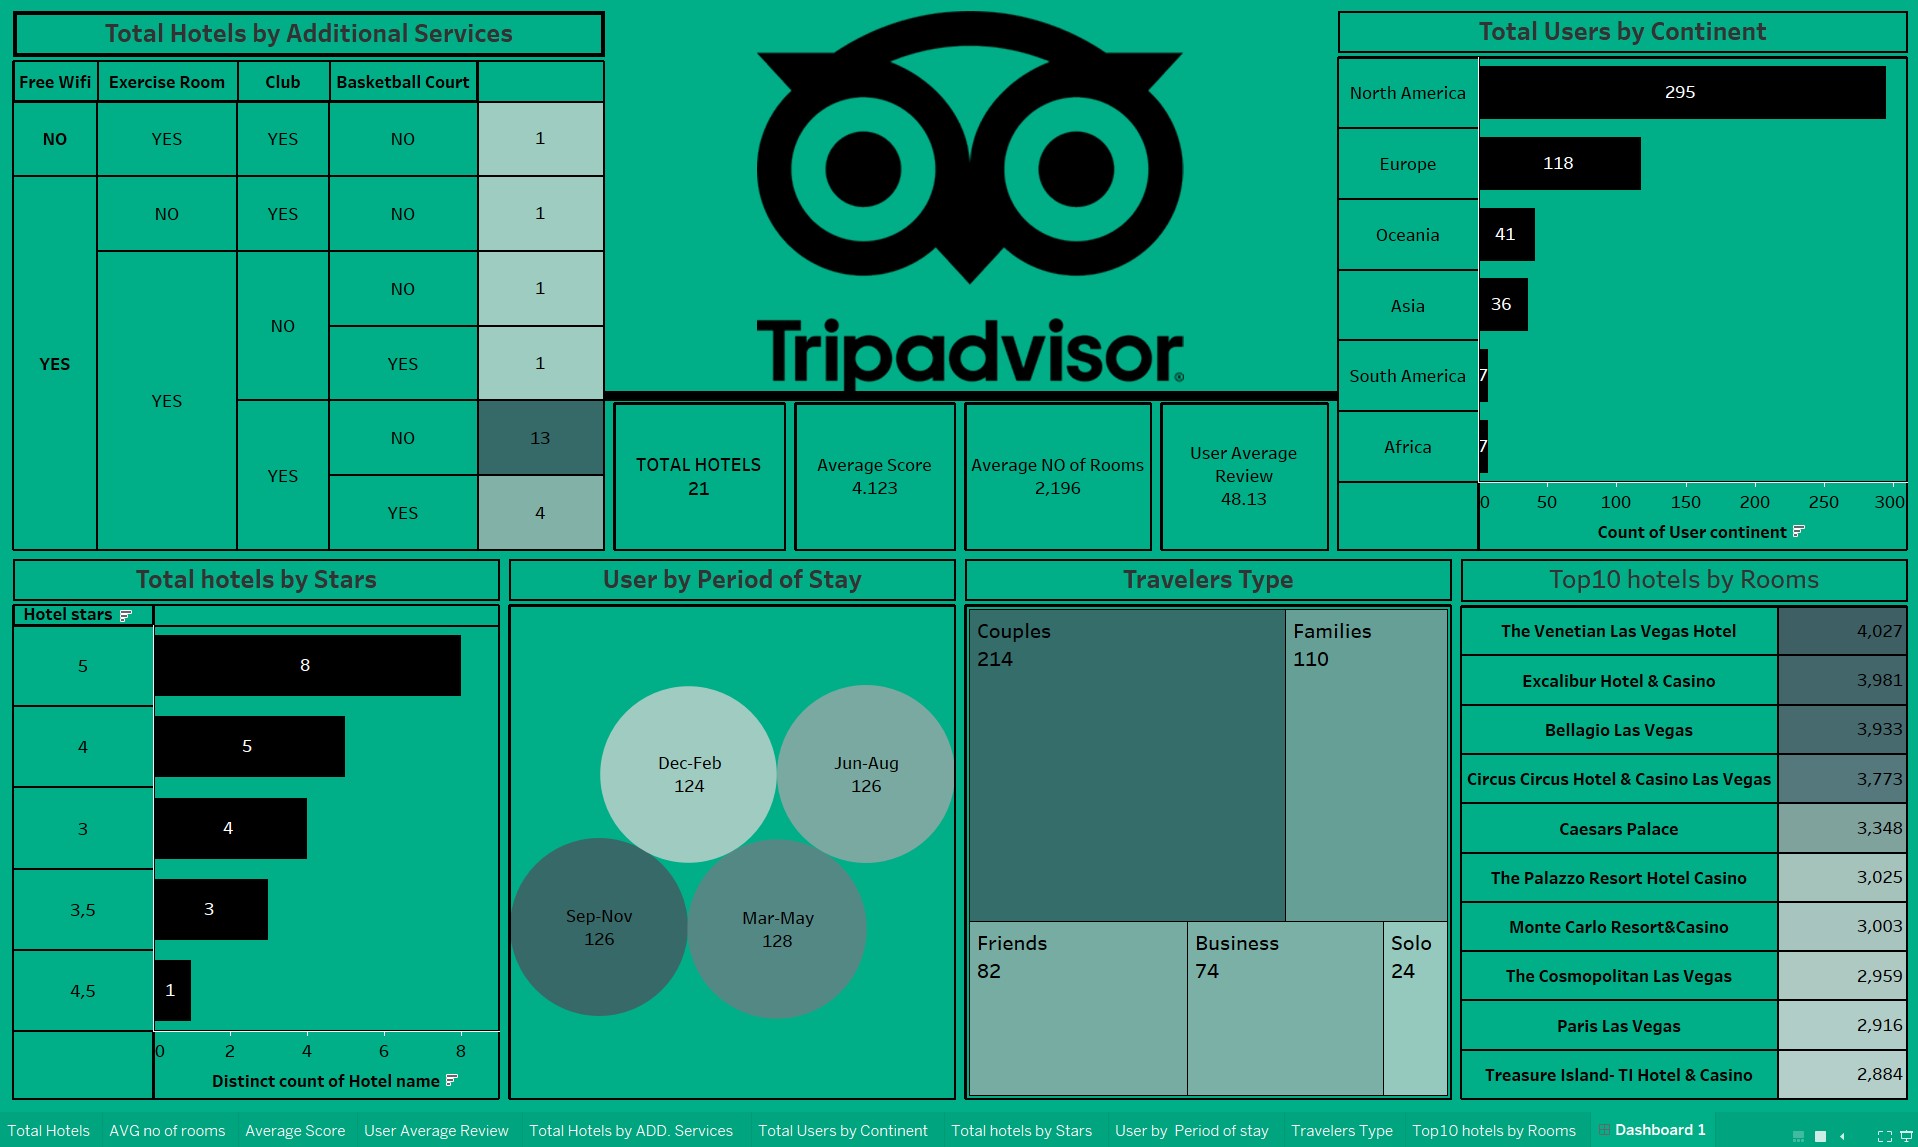 Total Hotels by Additional Services
Free Wifi Exercise Room Club Basketball Court
NO YES YES NO 1
YES NO YES NO 1
YES NO NO 1
YES 1
YES NO 13
YES 4
Tripadvisor®
TOTAL HOTELS
21
Average Score
4.123
Average NO of Rooms
2,196
User Average
Review
48.13
Total Users by Continent
North America 295
Europe 118
Oceania 41
Asia 36
South America 7
Africa 7
0 50 100 150 200 250 300
Count of User continent
Total hotels by Stars
Hotel stars
5 8
4 5
3 4
3,5 3
4,5 1
0 2 4 6 8
Distinct count of Hotel name
User by Period of Stay
Dec-Feb
124
Jun-Aug
126
Sep-Nov
126
Mar-May
128
Travelers Type
Couples
214
Families
110
Friends
82
Business
74
Solo
24
Top10 hotels by Rooms
The Venetian Las Vegas Hotel 4,027
Excalibur Hotel & Casino 3,981
Bellagio Las Vegas 3,933
Circus Circus Hotel & Casino Las Vegas 3,773
Caesars Palace 3,348
The Palazzo Resort Hotel Casino 3,025
Monte Carlo Resort&Casino 3,003
The Cosmopolitan Las Vegas 2,959
Paris Las Vegas 2,916
Treasure Island- TI Hotel & Casino 2,884
Total Hotels AVG no of rooms Average Score User Average Review Total Hotels by ADD. Services Total Users by Continent Total hotels by Stars User by Period of stay Travelers Type Top10 hotels by Rooms Dashboard 1